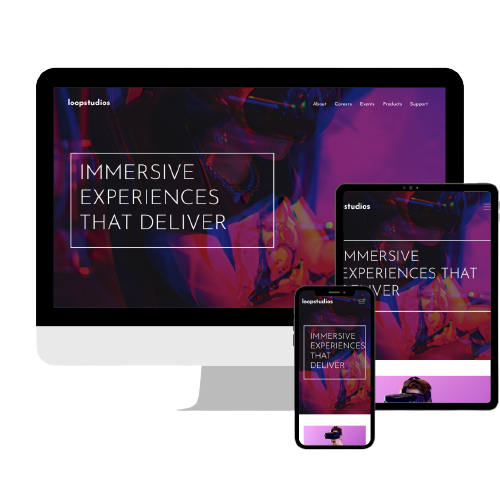 loopstudios
About Careers Events Products Support
IMMERSIVE
EXPERIENCES
THAT DELIVER
studios
MMERSIVE
EXPERIENCES THAT
loopstudios
IMMERSIVE
EXPERIENCES
THAT
DELIVER